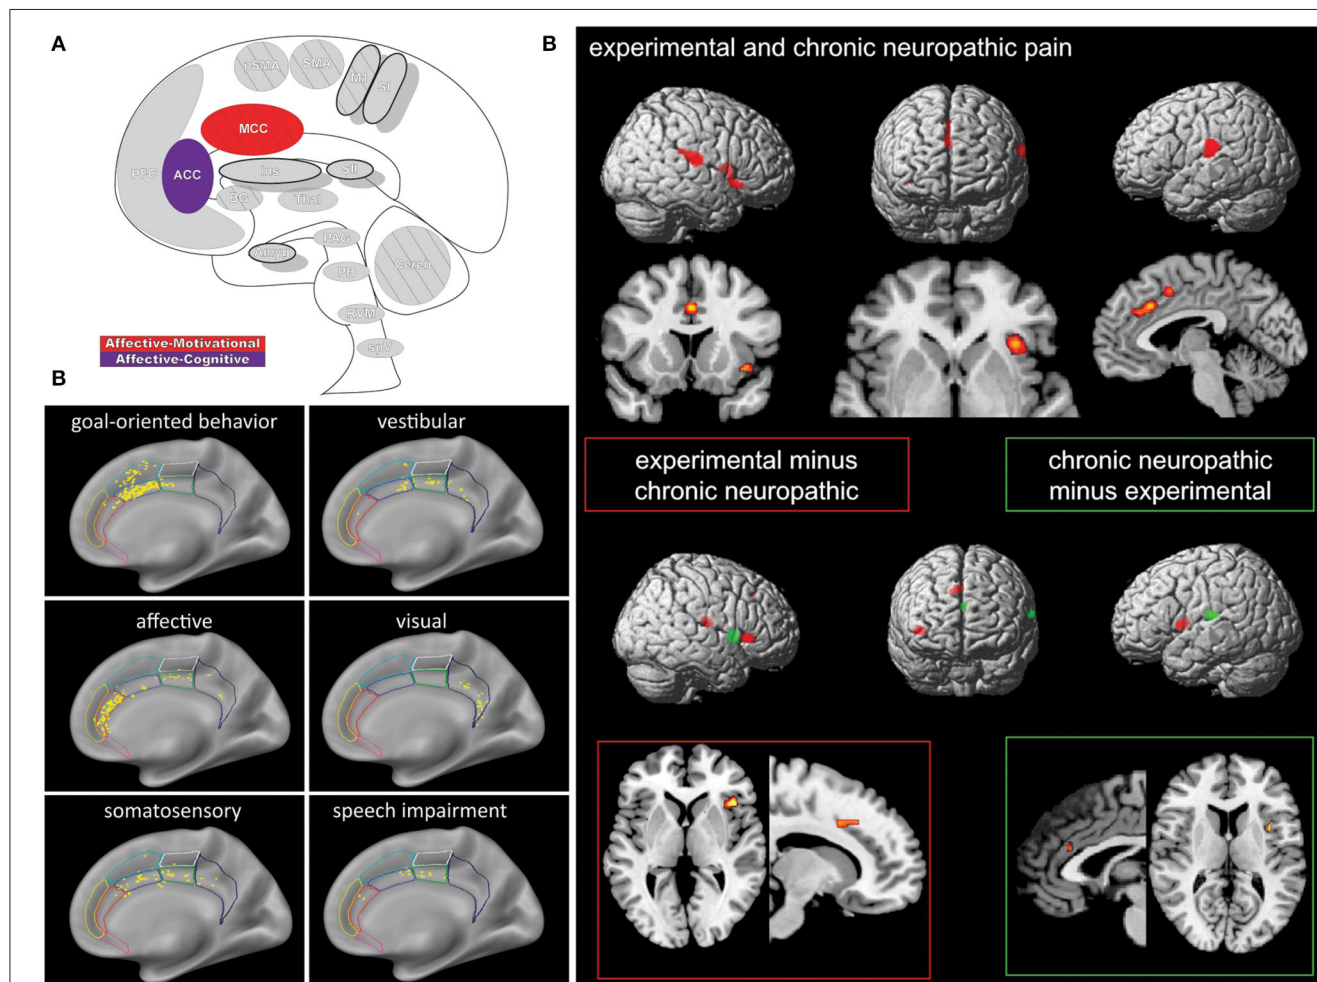 A
pSMA
SMA
M1
SI
MCC
PFC
ACC
Ins
SII
BG
Thal
Amyg
PAG
PB
Cereb
RVM
spV
Affective-Motivational
Affective-Cognitive
B
goal-oriented behavior
vestibular
affective
visual
somatosensory
speech impairment
B
experimental and chronic neuropathic pain
experimental minus
chronic neuropathic
chronic neuropathic
minus experimental